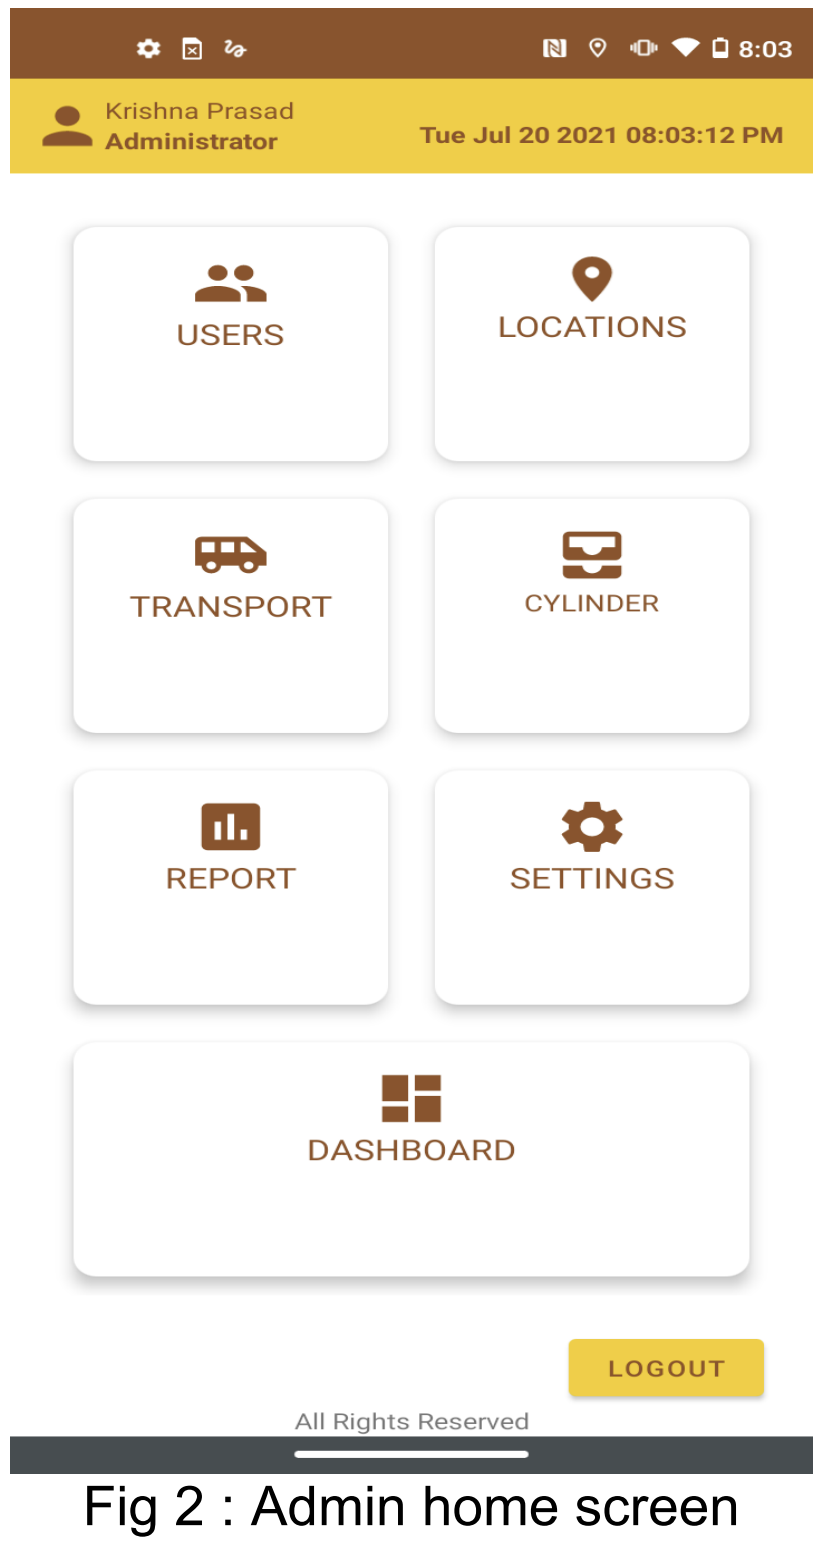 8:03
Krishna Prasad
Administrator
Tue Jul 20 2021 08:03:12 PM
USERS
LOCATIONS
TRANSPORT
CYLINDER
REPORT
SETTINGS
DASHBOARD
LOGOUT
All Rights Reserved
Fig 2 : Admin home screen